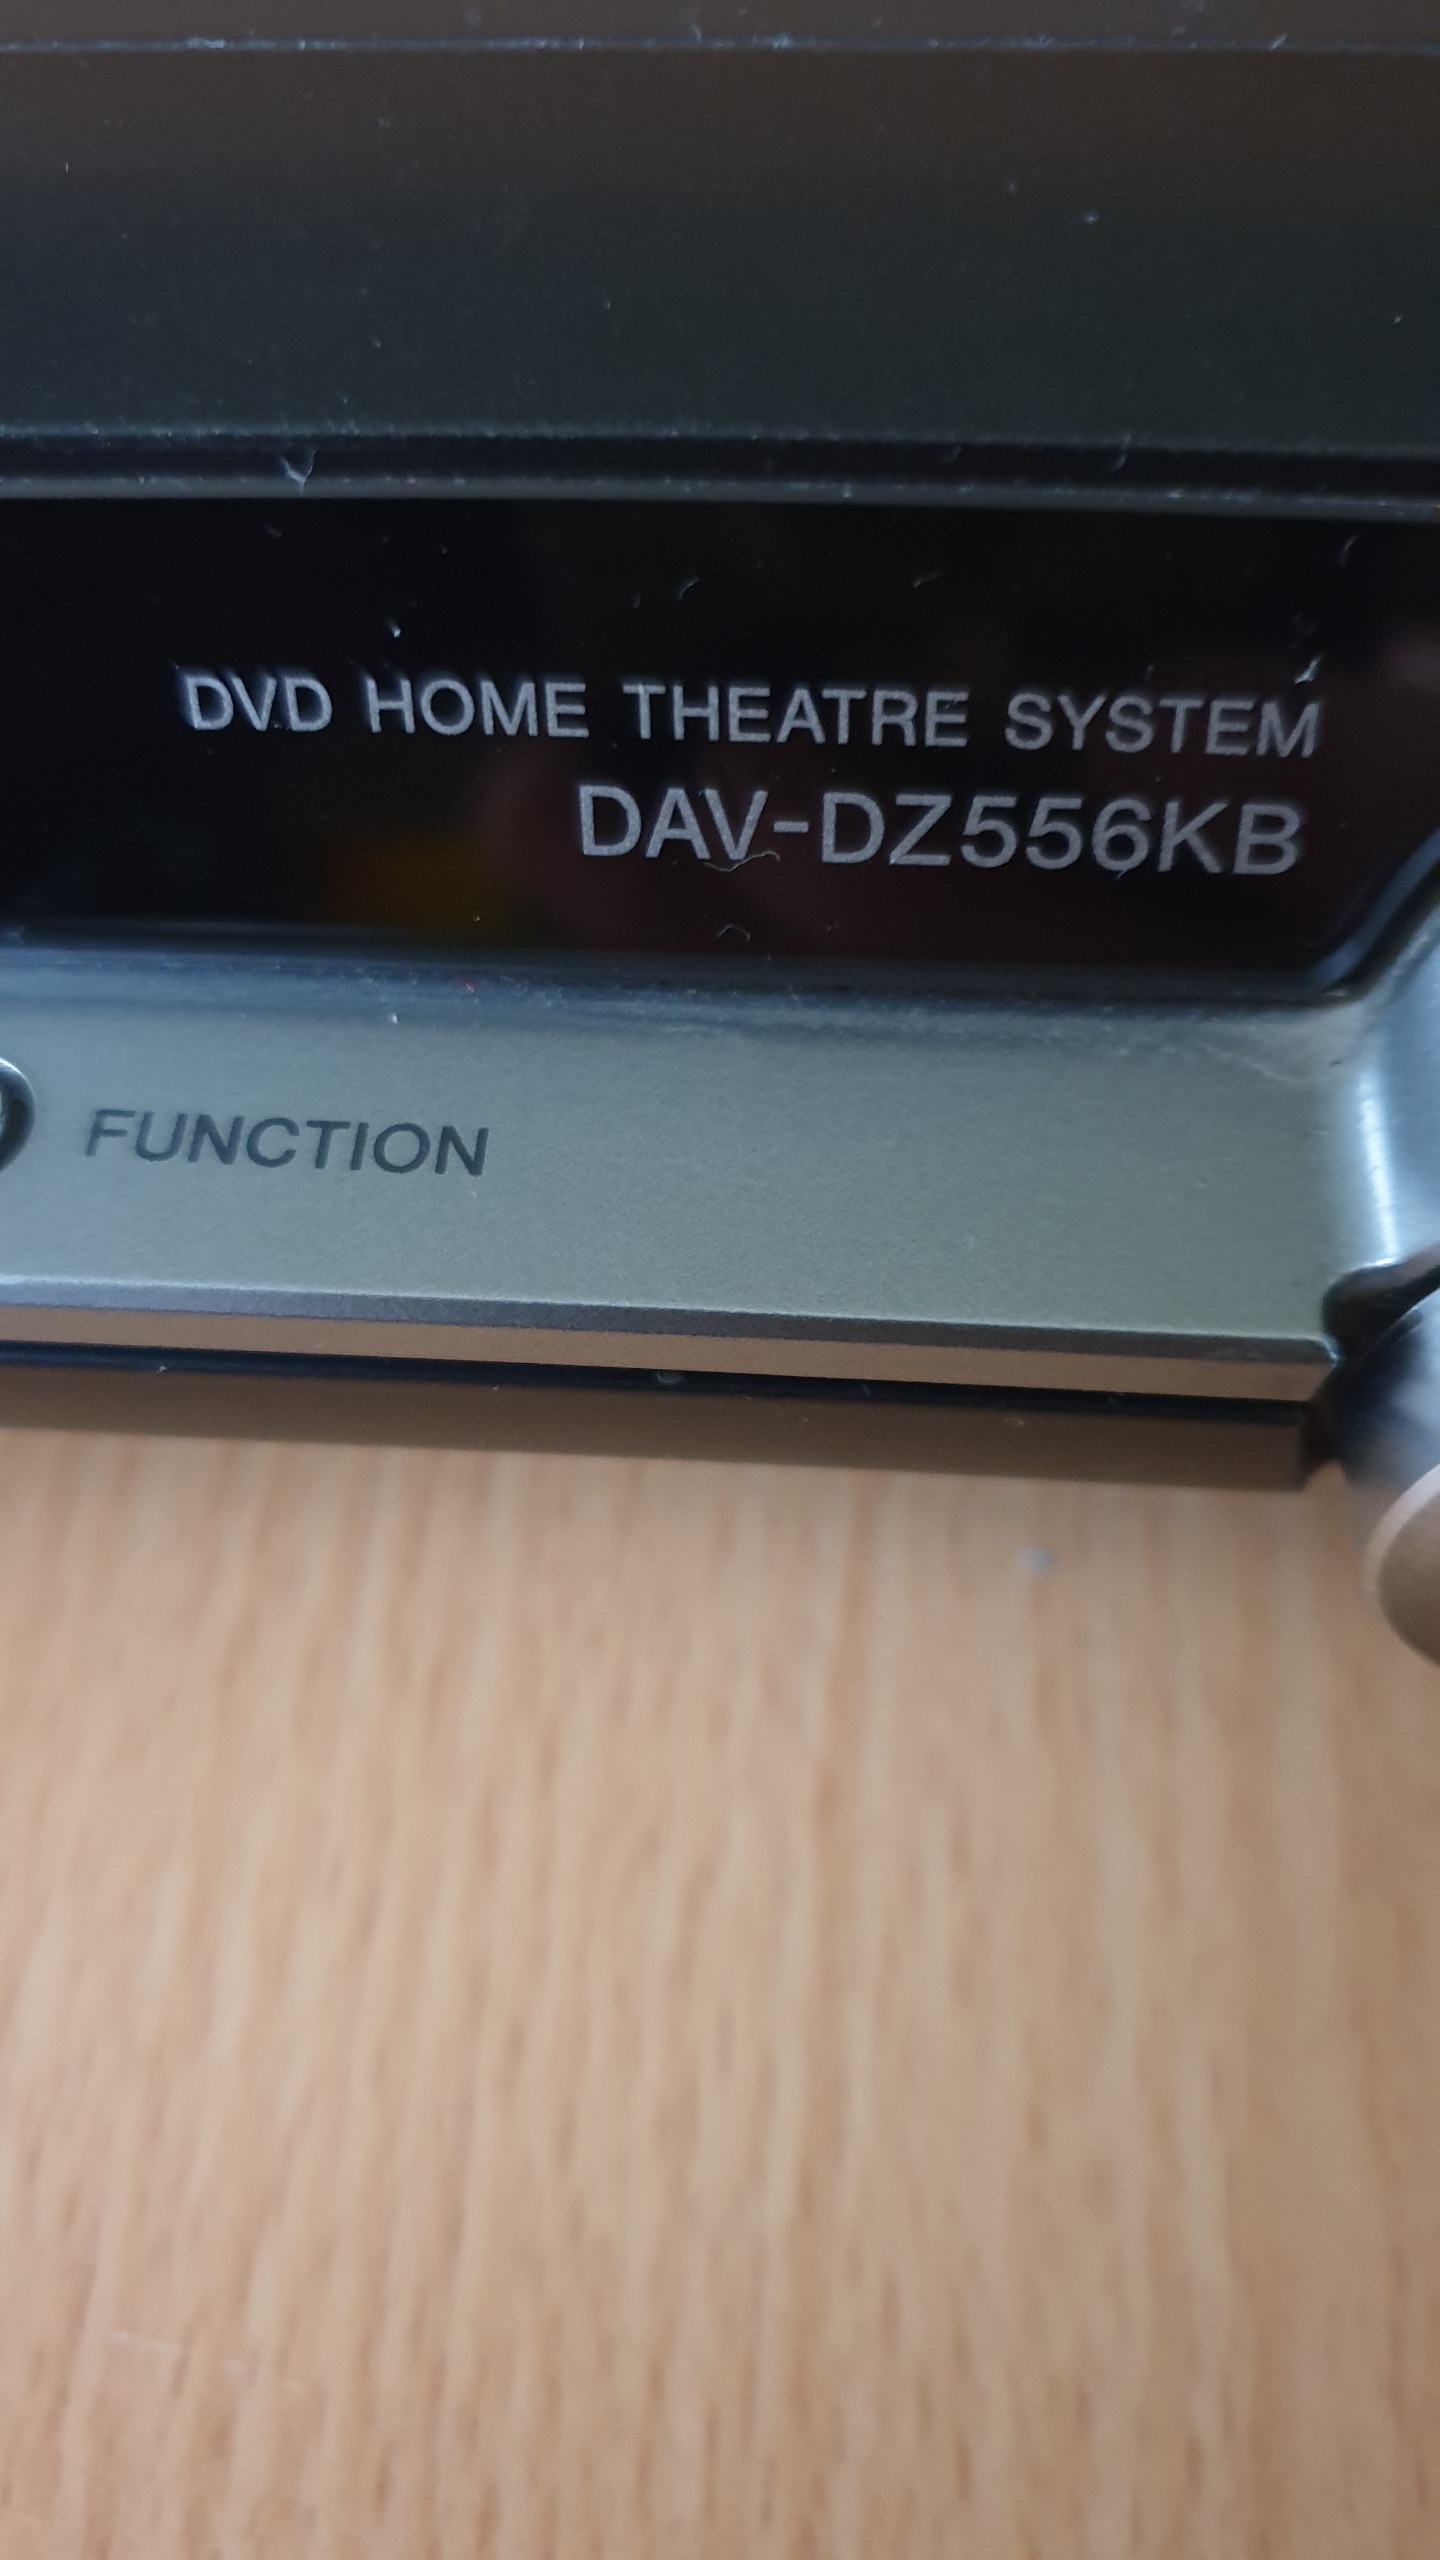 DVD HOME THEATRE SYSTEM
DAV-DZ556KB
FUNCTION